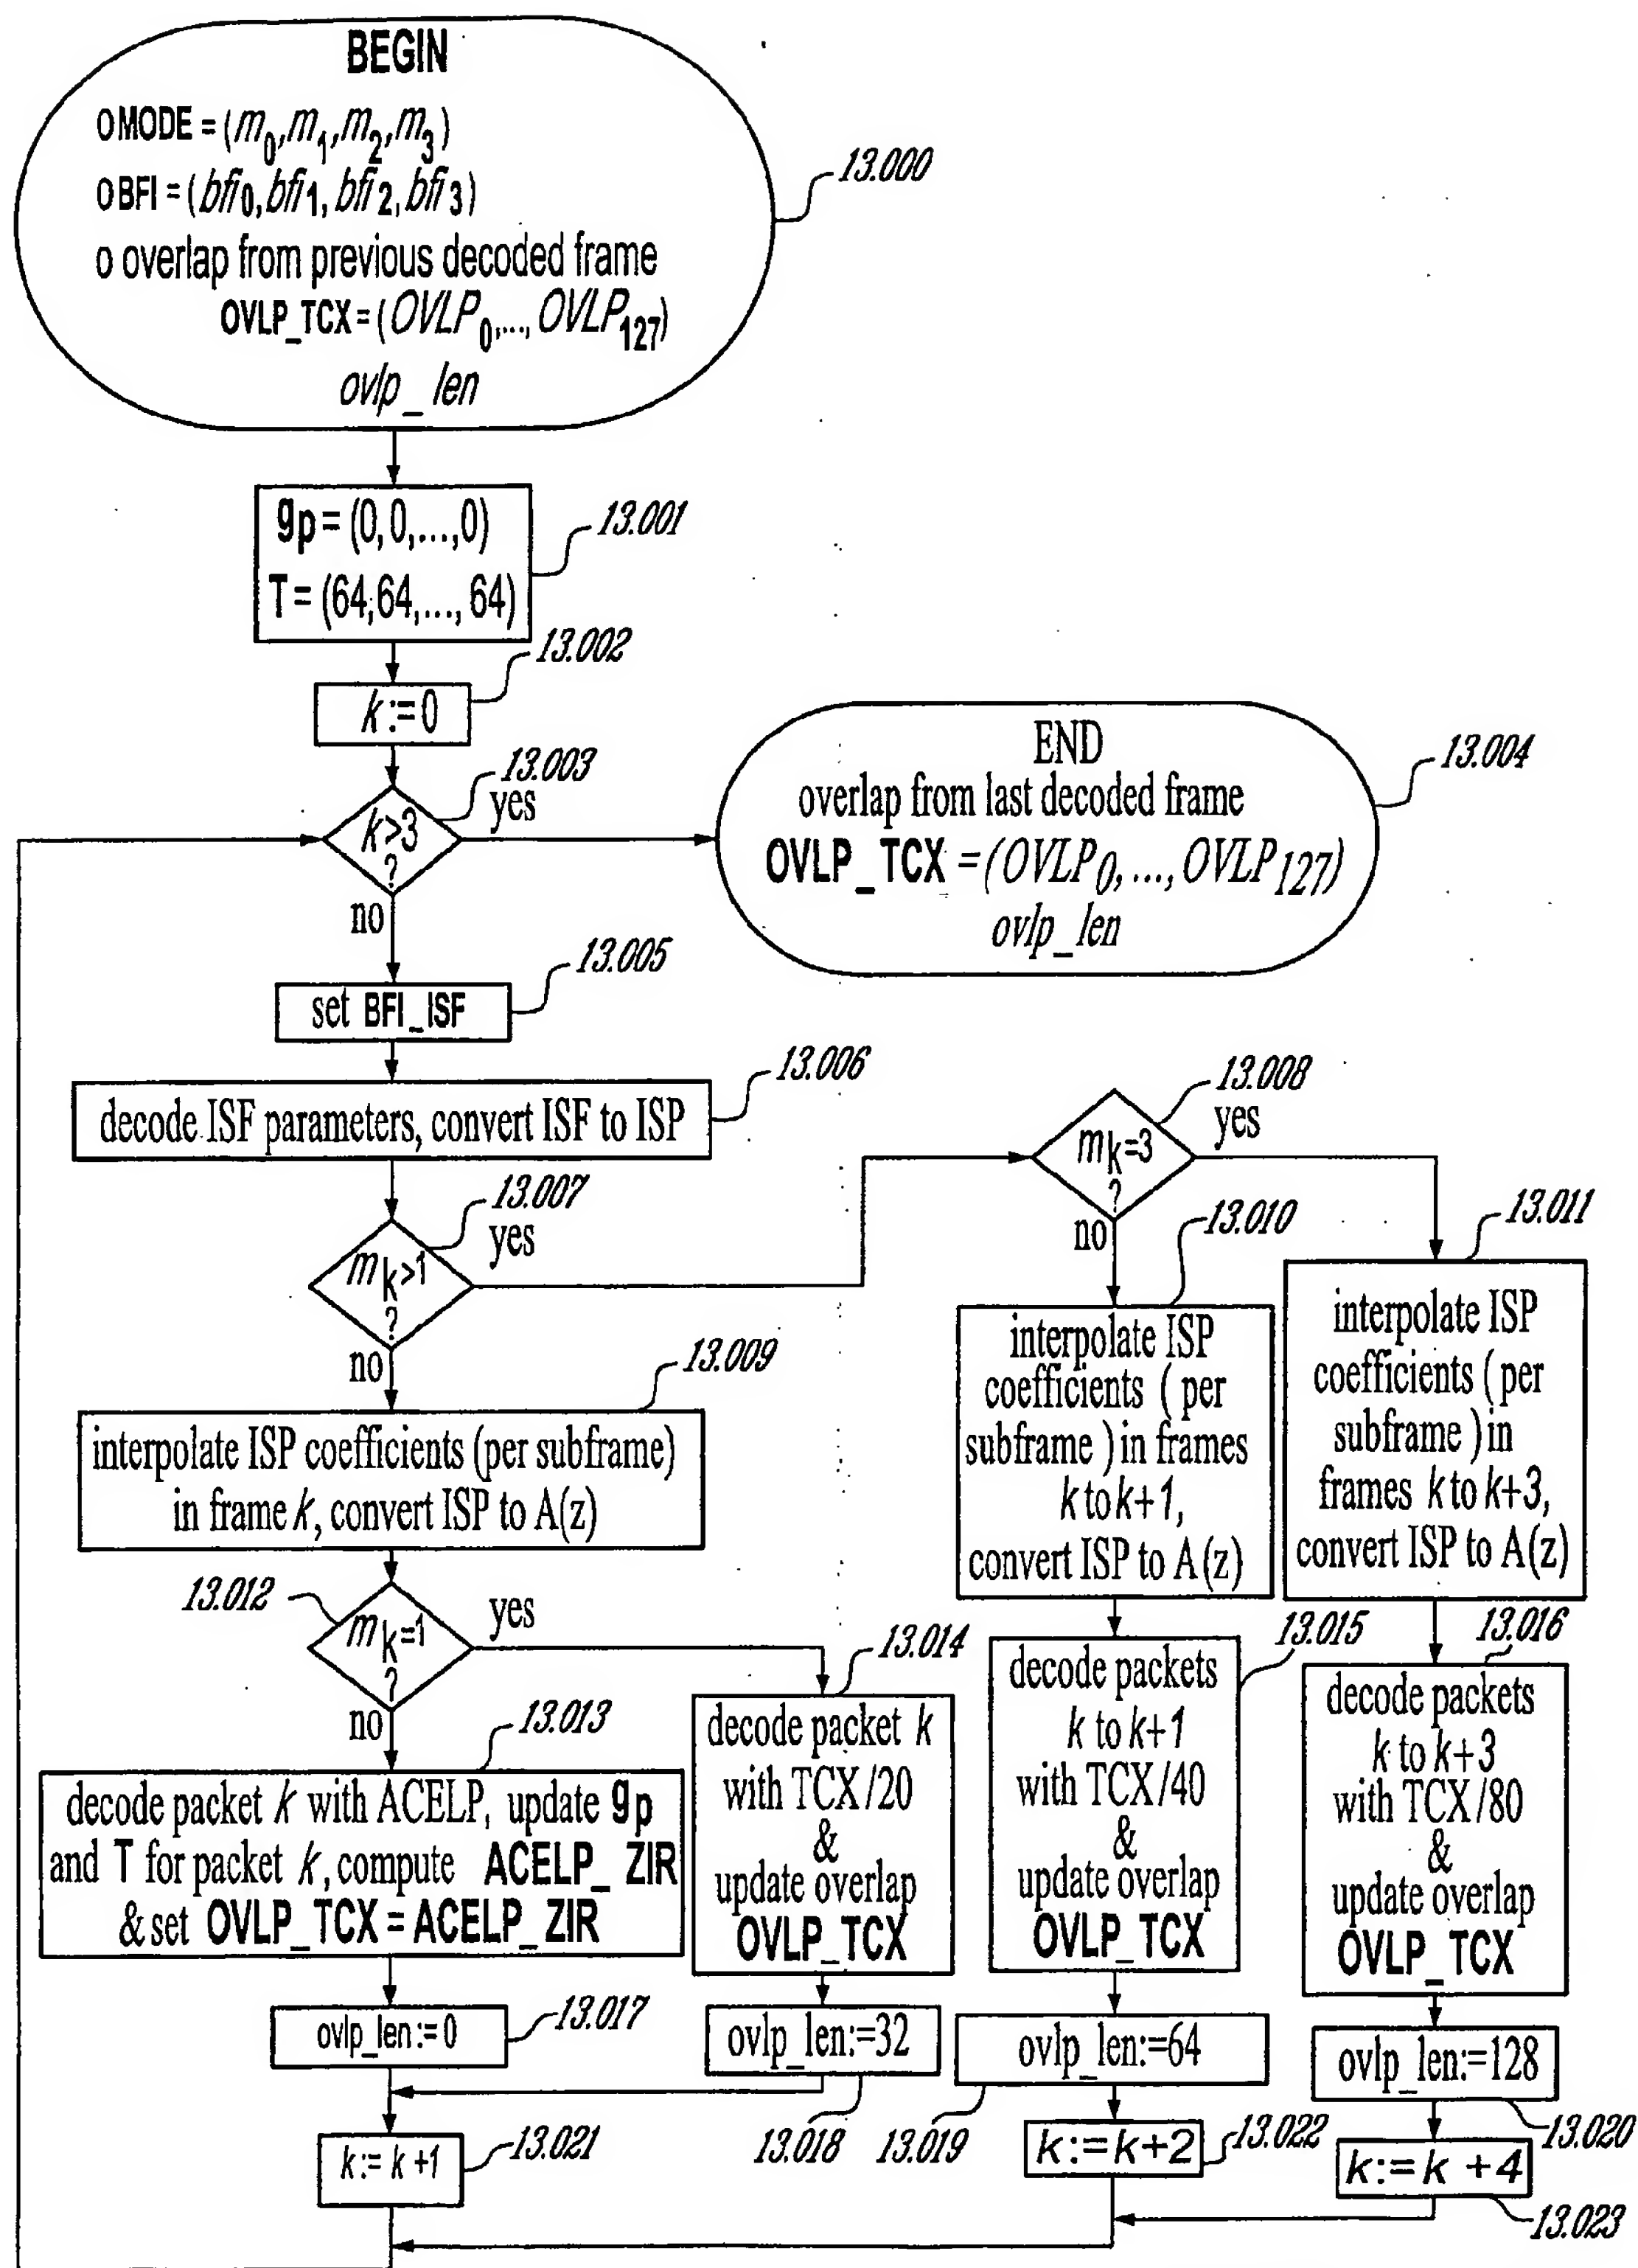 BEGIN
o MODE = (m0, m1, m2, m3)
o BFI = (bfi0, bfi1, bfi2, bfi3)
o overlap from previous decoded frame
OVLP_TCX = (OVLP0,..., OVLP127)
ovlp_len
13.000
gp = (0,0,...,0)
T = (64,64,..., 64)
13.001
13.002
k := 0
13.003
yes
k>3
?
no
END
overlap from last decoded frame
OVLP_TCX = (OVLP0, ..., OVLP127)
ovlp_len
13.004
13.005
set BFI_ISF
13.006
decode ISF parameters, convert ISF to ISP
13.007
yes
mk>1
?
no
13.008
yes
mk=3
?
no
13.009
interpolate ISP coefficients (per subframe)
in frame k, convert ISP to A(z)
13.010
interpolate ISP
coefficients (per
subframe) in frames
k to k+1,
convert ISP to A(z)
13.011
interpolate ISP
coefficients (per
subframe) in
frames k to k+3,
convert ISP to A(z)
13.012
yes
mk=1
?
no
13.013
decode packet k with ACELP, update gp
and T for packet k, compute ACELP_ZIR
& set OVLP_TCX = ACELP_ZIR
13.014
decode packet k
with TCX/20
&
update overlap
OVLP_TCX
13.015
decode packets
k to k+1
with TCX/40
&
update overlap
OVLP_TCX
13.016
decode packets
k to k+3
with TCX/80
&
update overlap
OVLP_TCX
13.017
ovlp_len:=0
ovlp_len:=32
13.018
ovlp_len:=64
13.019
ovlp_len:=128
13.020
k:= k+1
13.021
k:=k+2
13.022
k:=k +4
13.023